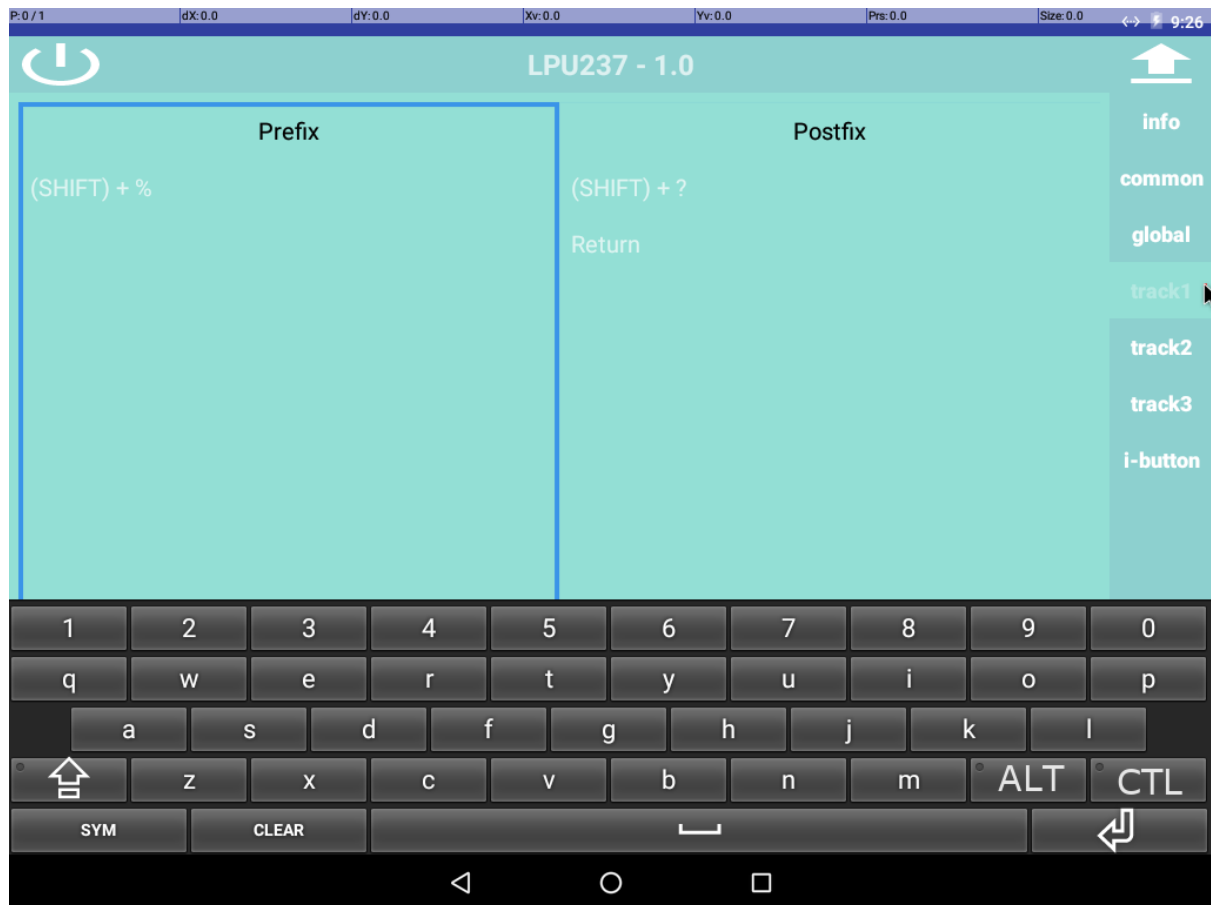 P:0 / 1 dX:0.0 dY:0.0 Xv:0.0 Yv:0.0 Prs:0.0 Size:0.0 9:26
LPU237 - 1.0
Prefix Postfix info
(SHIFT) + % (SHIFT) + ? common
Return global
track1
track2
track3
i-button
1 2 3 4 5 6 7 8 9 0
q w e r t y u i o p
a s d f g h j k l
z x c v b n m ALT CTL
SYM CLEAR